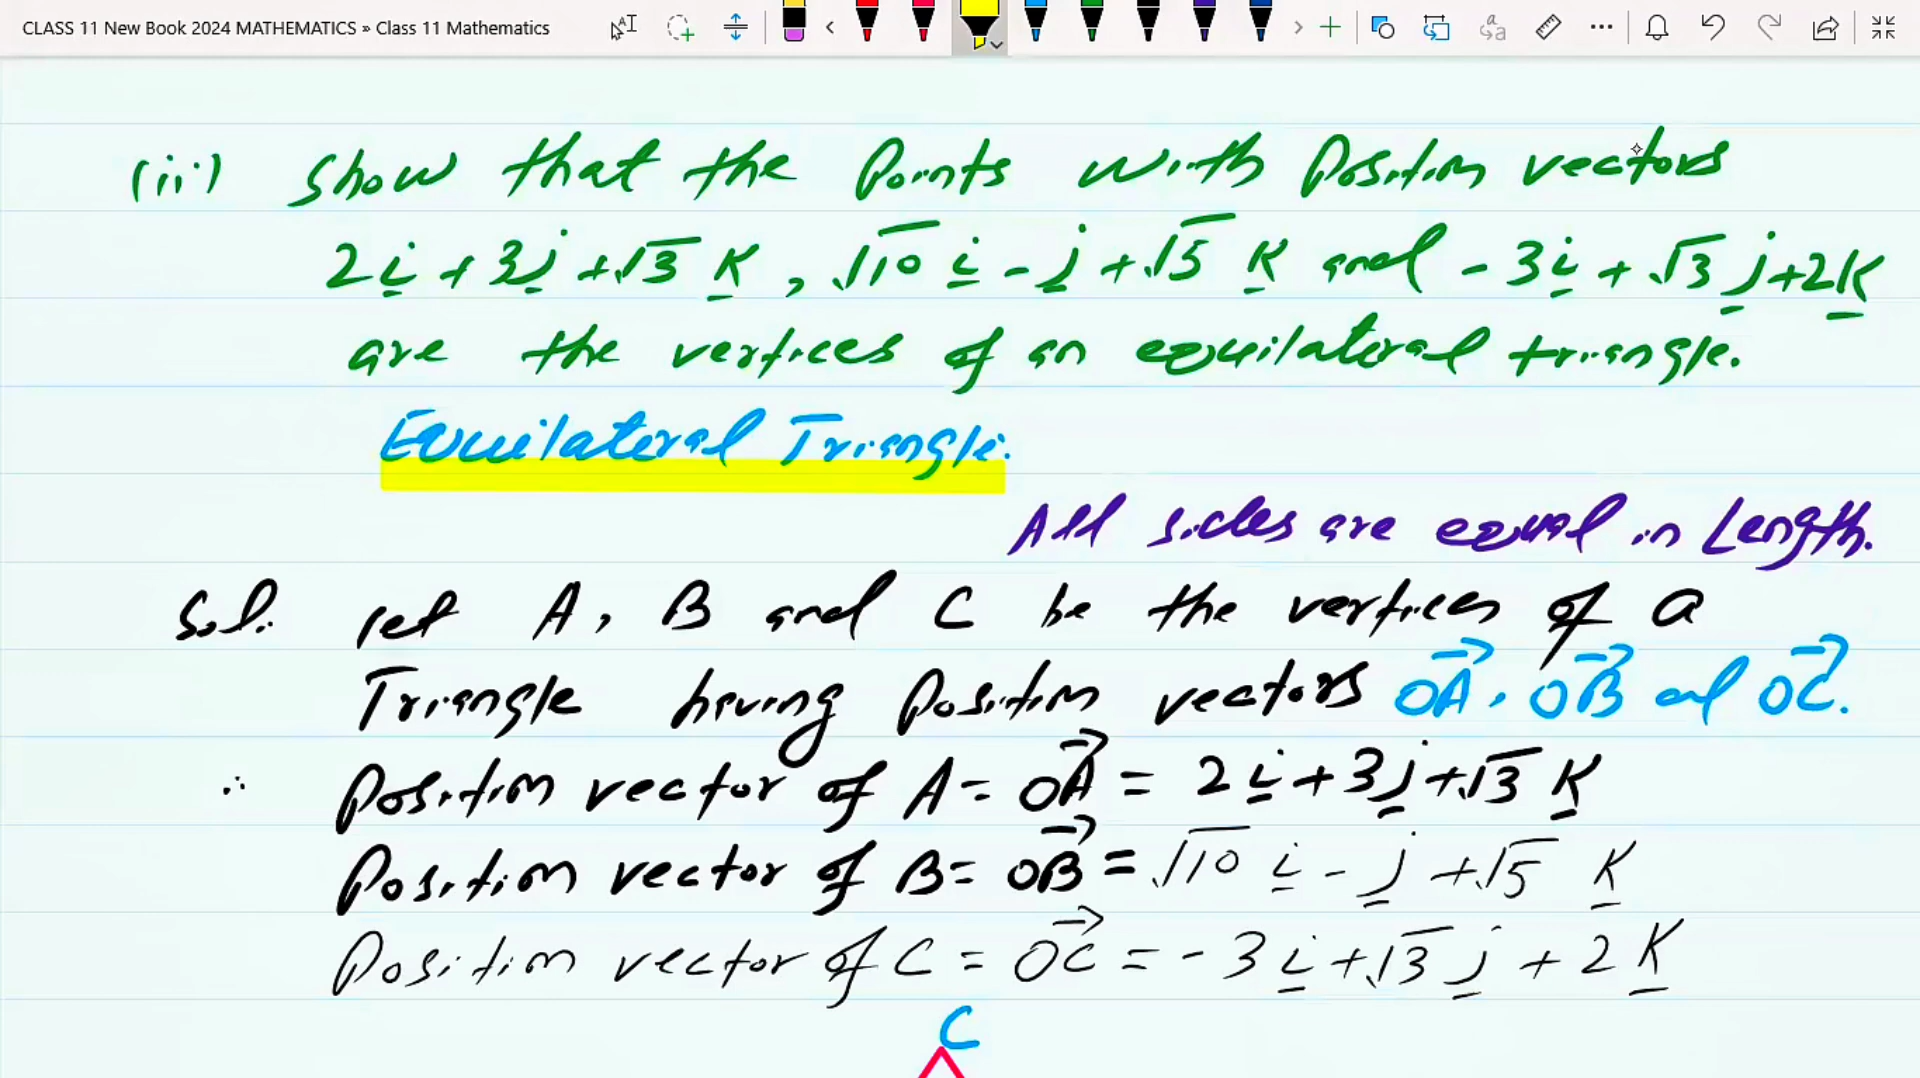 CLASS 11 New Book 2024 MATHEMATICS » Class 11 Mathematics
(ii) Show that the Points with Position vectors
2i + 3j + √3 K, √10 i - j + √5 K and - 3i + √3 j + 2K
are the vertices of an equilateral triangle.
Equilateral Triangle:
All sides are equal in Length.
Sol: Let A, B and C be the vertices of a
Triangle having Position vectors OA→, OB→ and OC→.
∴ Position vector of A = OA→ = 2i + 3j + √3 K
Position vector of B = OB→ = √10 i - j + √5 K
Position vector of C = OC→ = - 3i + √3 j + 2K
C